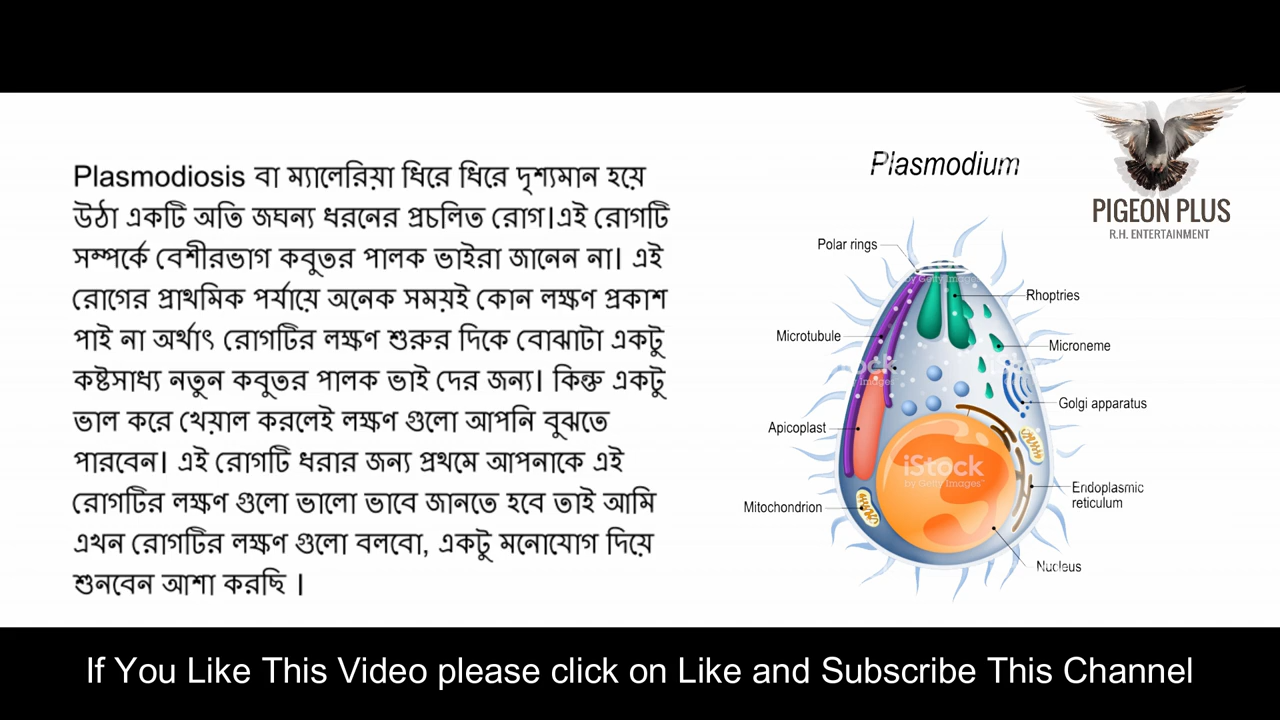 Plasmodiosis বা ম্যালেরিয়া ধিরে ধিরে দৃশ্যমান হয়ে
উঠা একটি অতি জঘন্য ধরনের প্রচলিত রোগ।এই রোগটি
সম্পর্কে বেশীরভাগ কবুতর পালক ভাইরা জানেন না। এই
রোগের প্রাথমিক পর্যায়ে অনেক সময়ই কোন লক্ষণ প্রকাশ
পাই না অর্থাৎ রোগটির লক্ষণ শুরুর দিকে বোঝাটা একটু
কষ্টসাধ্য নতুন কবুতর পালক ভাই দের জন্য। কিন্তু একটু
ভাল করে খেয়াল করলেই লক্ষণ গুলো আপনি বুঝতে
পারবেন। এই রোগটি ধরার জন্য প্রথমে আপনাকে এই
রোগটির লক্ষণ গুলো ভালো ভাবে জানতে হবে তাই আমি
এখন রোগটির লক্ষণ গুলো বলবো, একটু মনোযোগ দিয়ে
শুনবেন আশা করছি ।
Plasmodium
PIGEON PLUS
R.H. ENTERTAINMENT
Polar rings
Rhoptries
Microtubule
Microneme
Golgi apparatus
Apicoplast
iStock
by Getty Images
Endoplasmic
reticulum
Mitochondrion
Nucleus
If You Like This Video please click on Like and Subscribe This Channel